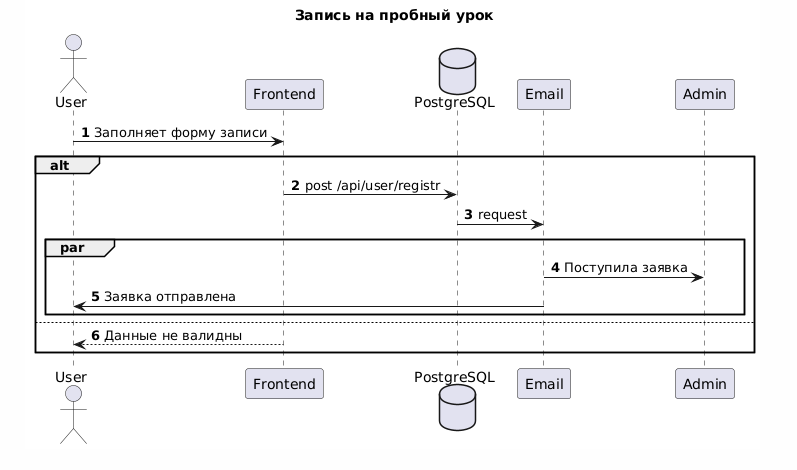 Запись на пробный урок
User
Frontend
PostgreSQL
Email
Admin
1 Заполняет форму записи
alt
2 post /api/user/registr
3 request
par
4 Поступила заявка
5 Заявка отправлена
6 Данные не валидны
User
Frontend
PostgreSQL
Email
Admin